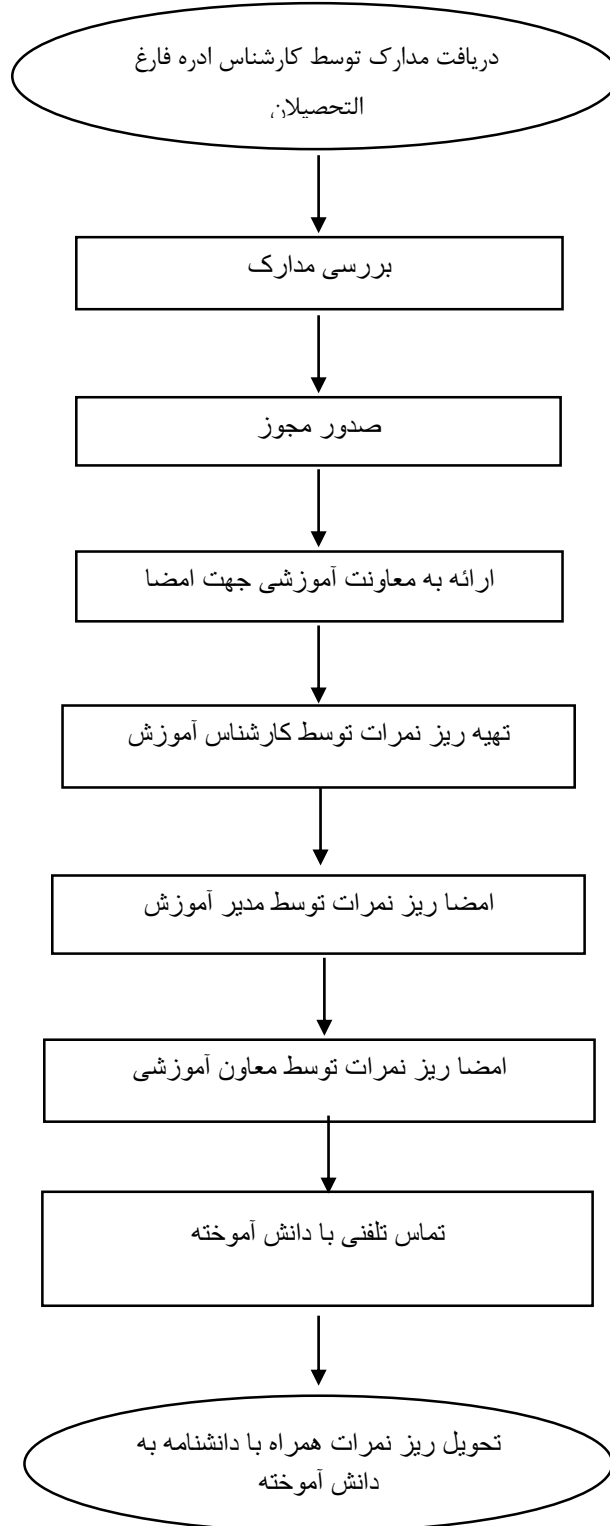 دریافت مدارک توسط کارشناس ادره فارغ
التحصیلان
بررسی مدارک
صدور مجوز
ارائه به معاونت آموزشی جهت امضا
تهیه ریز نمرات توسط کارشناس آموزش
امضا ریز نمرات توسط مدیر آموزش
امضا ریز نمرات توسط معاون آموزشی
تماس تلفنی با دانش آموخته
تحویل ریز نمرات همراه با دانشنامه به
دانش آموخته